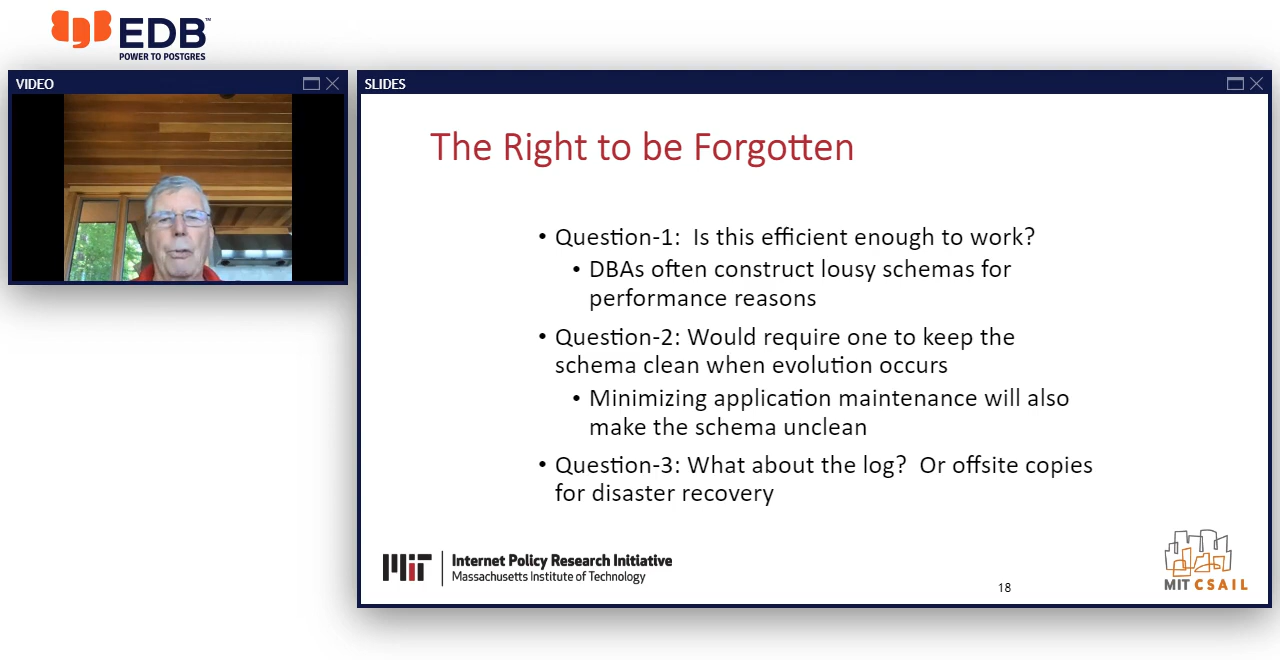 EDB™
POWER TO POSTGRES
VIDEO
SLIDES
The Right to be Forgotten
• Question-1: Is this efficient enough to work?
• DBAs often construct lousy schemas for
performance reasons
• Question-2: Would require one to keep the
schema clean when evolution occurs
• Minimizing application maintenance will also
make the schema unclean
• Question-3: What about the log? Or offsite copies
for disaster recovery
MIT
Internet Policy Research Initiative
Massachusetts Institute of Technology
18
MIT CSAIL